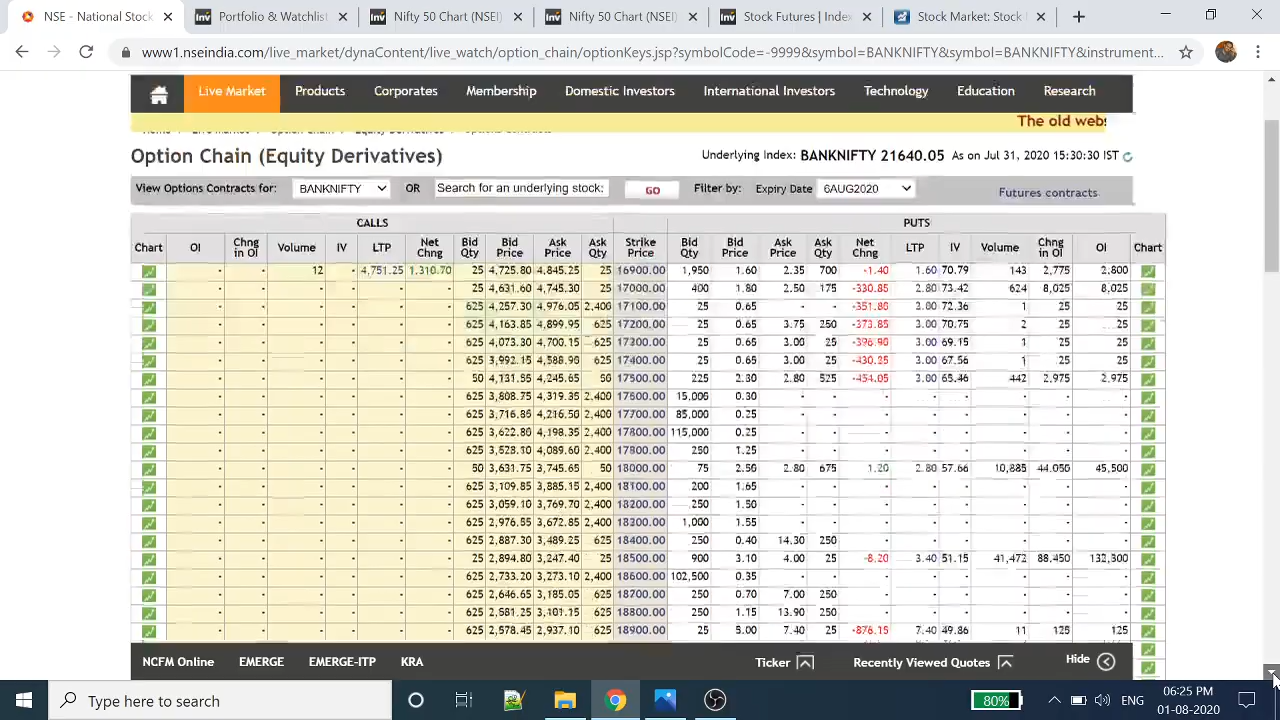 NSE - National Stock
Portfolio & Watchlist
Nifty 50 Chart (NSEI)
Nifty 50 Chart (NSEI)
Stock Futures | Index
Stock Market: Stock
www1.nseindia.com/live_market/dynaContent/live_watch/option_chain/optionKeys.jsp?symbolCode=-9999&symbol=BANKNIFTY&symbol=BANKNIFTY&instrument...
Live Market Products Corporates Membership Domestic Investors International Investors Technology Education Research
The old webs
Option Chain (Equity Derivatives)
Underlying Index: BANKNIFTY 21640.05 As on Jul 31, 2020 15:30:30 IST
View Options Contracts for: BANKNIFTY OR Search for an underlying stock: GO Filter by: Expiry Date 6AUG2020 Futures contracts
CALLS PUTS
Chart OI Chng in OI Volume IV LTP Net Chng Bid Qty Bid Price Ask Price Ask Qty Strike Price Bid Qty Bid Price Ask Price Ask Qty Net Chng LTP IV Volume Chng in OI OI Chart
- - 12 - 4,751.25 1,310.70 25 4,725.80 4,845.25 25 16900.00 1,950 1.60 2.35 700 -1.40 1.60 70.79 143 2,775 2,800
- - - - - - 25 4,631.60 4,745.30 25 17000.00 400 1.80 2.50 175 -330.85 2.80 73.42 624 8,025 8,025
- - - - - - 625 4,257.30 4,976.05 2,400 17100.00 25 0.65 - - -351.85 3.00 72.36 1 25 25
- - - - - - 625 4,163.85 4,899.95 625 17200.00 25 0.65 3.75 250 -373.85 3.00 70.75 2 25 25
- - - - - - 625 4,073.30 4,700.15 625 17300.00 25 0.65 3.00 25 -396.90 3.00 69.15 1 25 25
- - - - - - 625 3,992.15 4,588.90 625 17400.00 25 0.65 3.00 25 -430.25 3.00 67.56 1 25 25
- - - - - - 50 4,131.55 4,245.65 50 17500.00 225 2.30 2.80 525 -454.05 3.80 65.46 442 2,975 2,975
- - - - - - 625 3,808.75 4,319.35 2,400 17600.00 15,000 0.30 - - - - - - - -
- - - - - - 625 3,716.85 4,216.50 2,400 17700.00 85,000 0.25 - - - - - - - -
- - - - - - 625 3,622.80 4,198.35 2,400 17800.00 115,000 0.25 - - - - - - - -
- - - - - - 625 3,528.10 4,089.60 2,400 17900.00 250 1.25 - - - - - - - -
- - - - - - 50 3,631.75 3,745.65 50 18000.00 75 2.50 2.80 675 1.20 2.80 57.66 10,885 44,050 45,500
- - - - - - 625 3,109.85 3,885.15 2,400 18100.00 200 1.65 - - - - - - - -
- - - - - - 625 3,059.10 3,769.70 2,400 18200.00 250 1.50 - - - - - - - -
- - - - - - 625 2,976.55 3,672.85 2,400 18300.00 1,000 1.55 - - - - - - - -
- - - - - - 625 2,887.30 3,489.25 625 18400.00 250 0.40 14.30 250 - - - - - -
- - - - - - 25 2,894.80 3,247.40 25 18500.00 900 3.10 4.00 25 -8.20 3.40 51.15 41,472 88,450 132,300
- - - - - - 625 2,733.20 3,273.10 2,400 18600.00 102,500 0.35 - - - - - - - -
- - - - - - 625 2,646.65 3,185.05 625 18700.00 250 0.70 7.00 250 - - - - - -
- - - - - - 625 2,581.25 3,101.15 625 18800.00 250 1.15 13.90 250 - - - - - -
- - - - - - 625 2,578.45 2,937.10 625 18900.00 25 5.00 7.40 25 -876.15 7.40 49.86 11 125 125
NCFM Online EMERGE EMERGE-ITP KRA Ticker Recently Viewed Quotes Hide
Type here to search
80%
ENG
06:25 PM
01-08-2020